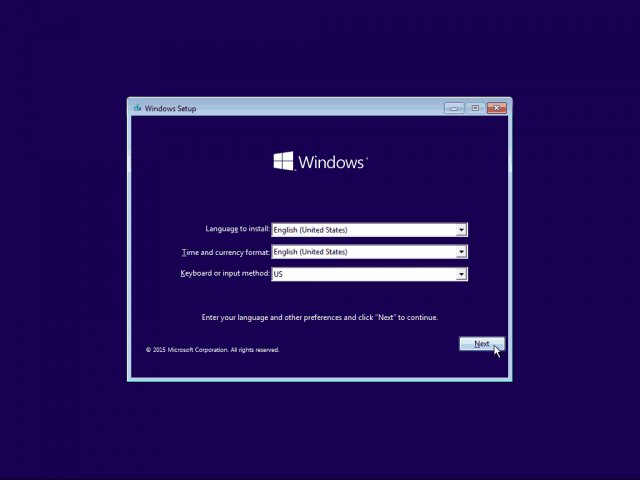 Windows Setup
Windows
Language to install: English (United States)
Time and currency format: English (United States)
Keyboard or input method: US
Enter your language and other preferences and click "Next" to continue.
Next
© 2015 Microsoft Corporation. All rights reserved.